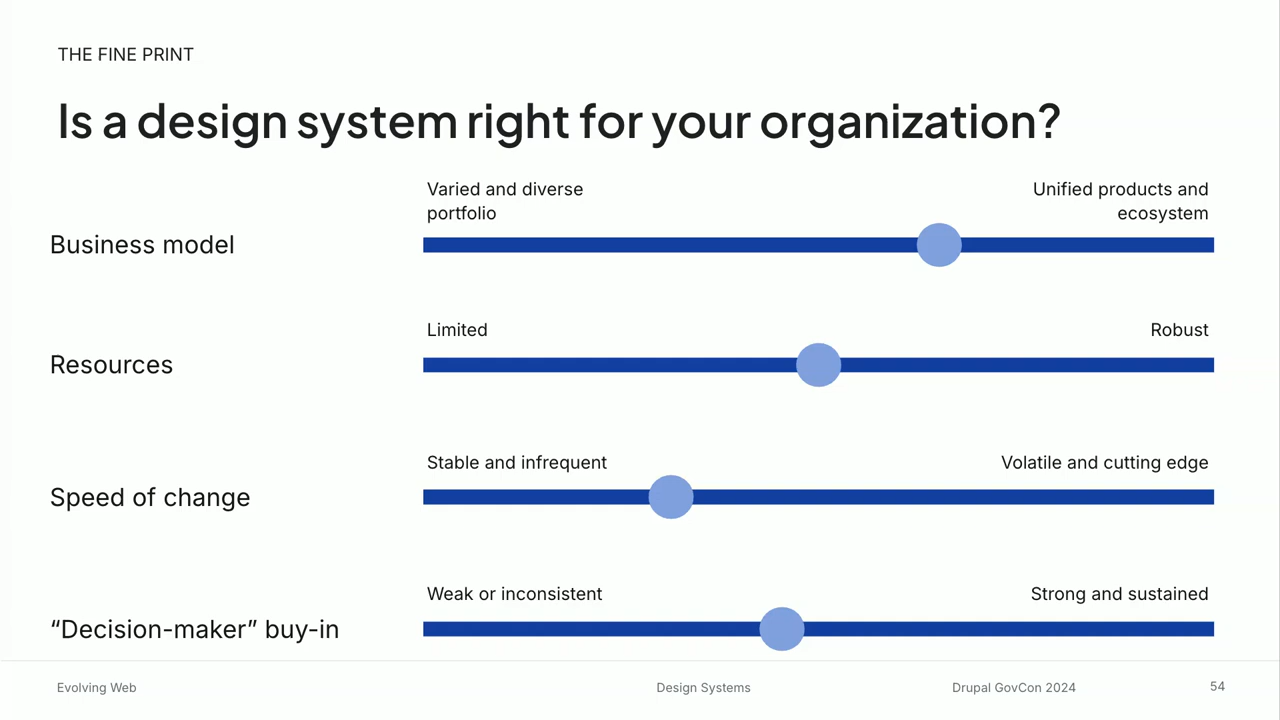 THE FINE PRINT
Is a design system right for your organization?
Varied and diverse
portfolio
Unified products and
ecosystem
Business model
Limited
Robust
Resources
Stable and infrequent
Volatile and cutting edge
Speed of change
Weak or inconsistent
Strong and sustained
“Decision-maker” buy-in
Evolving Web
Design Systems
Drupal GovCon 2024
54